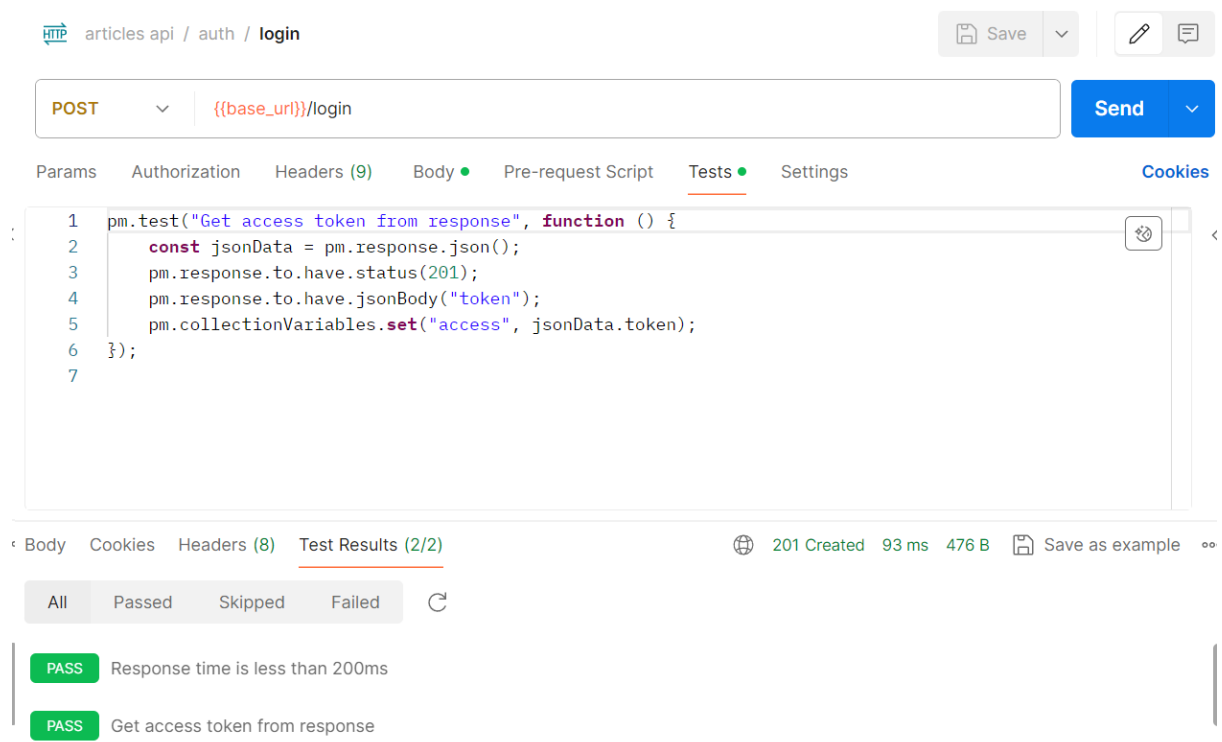 HTTP articles api / auth / login Save
POST {{base_url}}/login Send
Params Authorization Headers (9) Body Pre-request Script Tests Settings Cookies
1 pm.test("Get access token from response", function () {
2 const jsonData = pm.response.json();
3 pm.response.to.have.status(201);
4 pm.response.to.have.jsonBody("token");
5 pm.collectionVariables.set("access", jsonData.token);
6 });
7
Body Cookies Headers (8) Test Results (2/2) 201 Created 93 ms 476 B Save as example
All Passed Skipped Failed
PASS Response time is less than 200ms
PASS Get access token from response